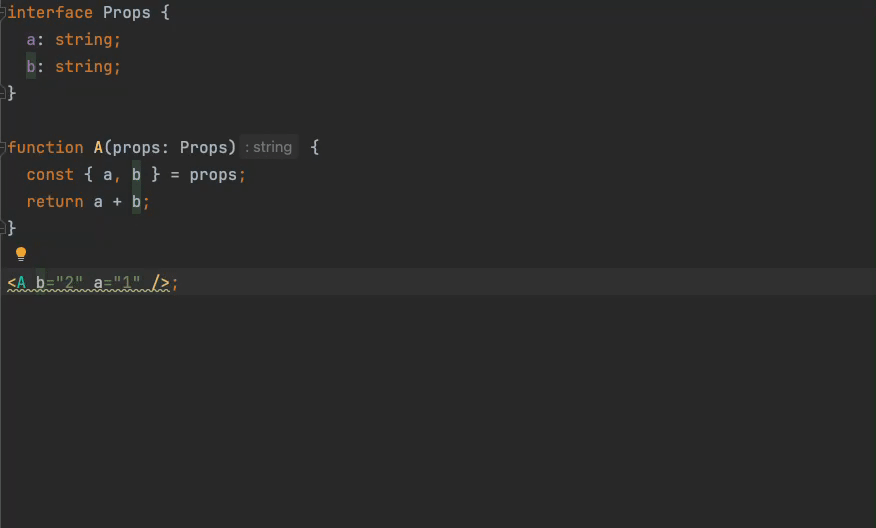 interface Props {
  a: string;
  b: string;
}
function A(props: Props) : string {
  const { a, b } = props;
  return a + b;
}
<A b="2" a="1" />;